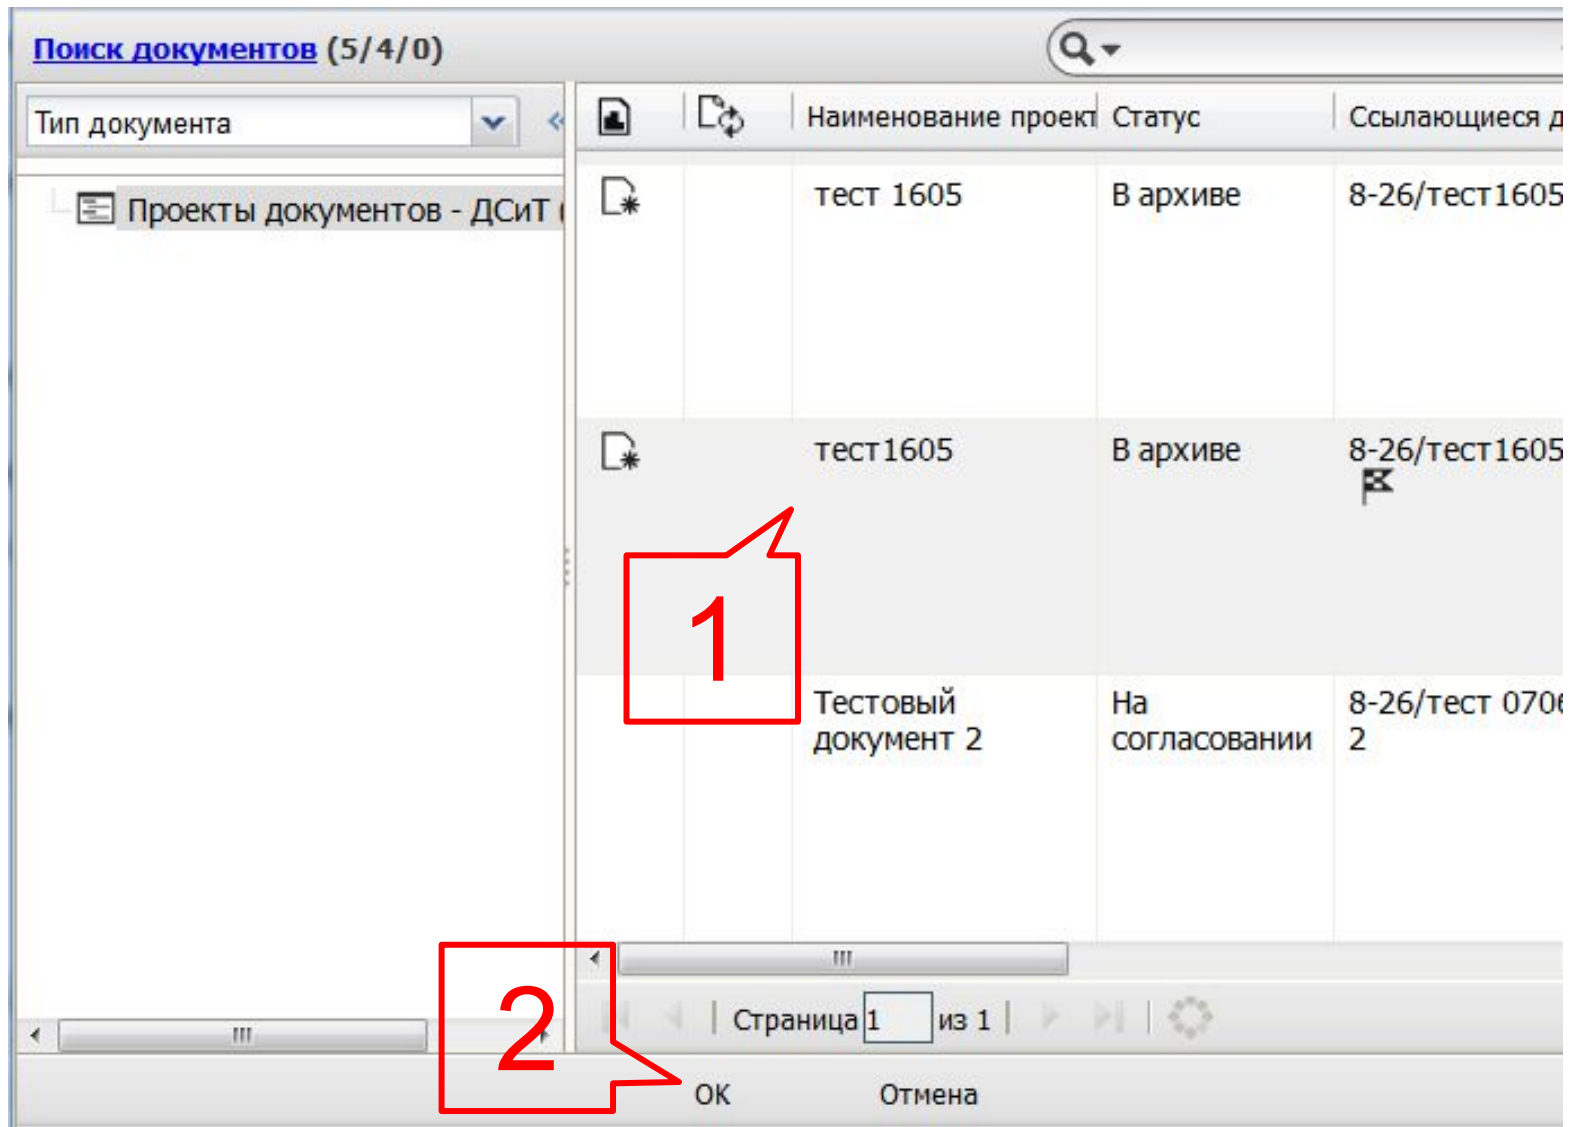 Поиск документов (5/4/0)
Тип документа
Наименование проект Статус Ссылающиеся д
Проекты документов - ДСиТ (
тест 1605 В архиве 8-26/тест1605
тест1605 В архиве 8-26/тест1605
1
Тестовый На 8-26/тест 0706
документ 2 согласовании 2
2
Страница 1 из 1
ОК Отмена